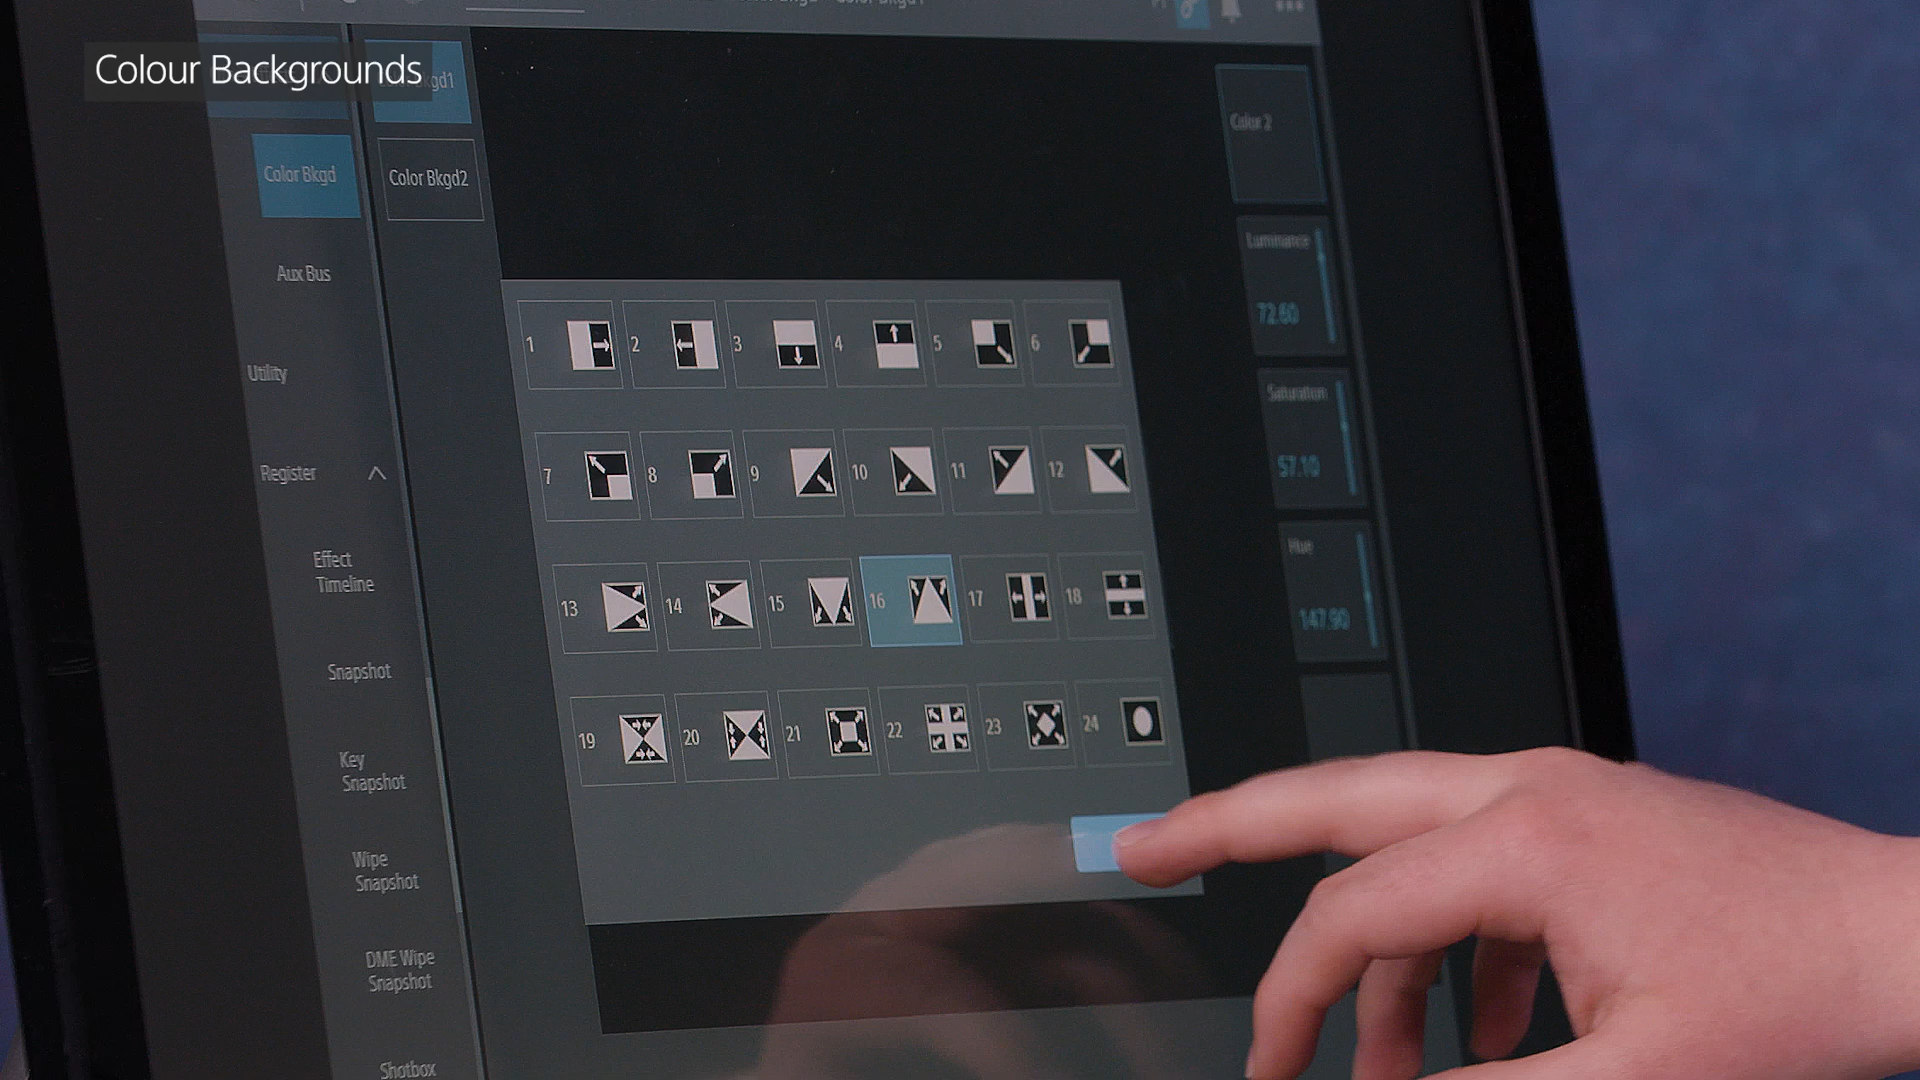 Colour Backgrounds
Color Bkgd
Color Bkgd2
Aux Bus
Utility
Register
Effect
Timeline
Snapshot
Key
Snapshot
Wipe
Snapshot
DME Wipe
Snapshot
Shotbox
1 2 3 4 5 6
7 8 9 10 11 12
13 14 15 16 17 18
19 20 21 22 23 24
Color 2
Luminance
72.60
Saturation
57.10
Hue
147.90